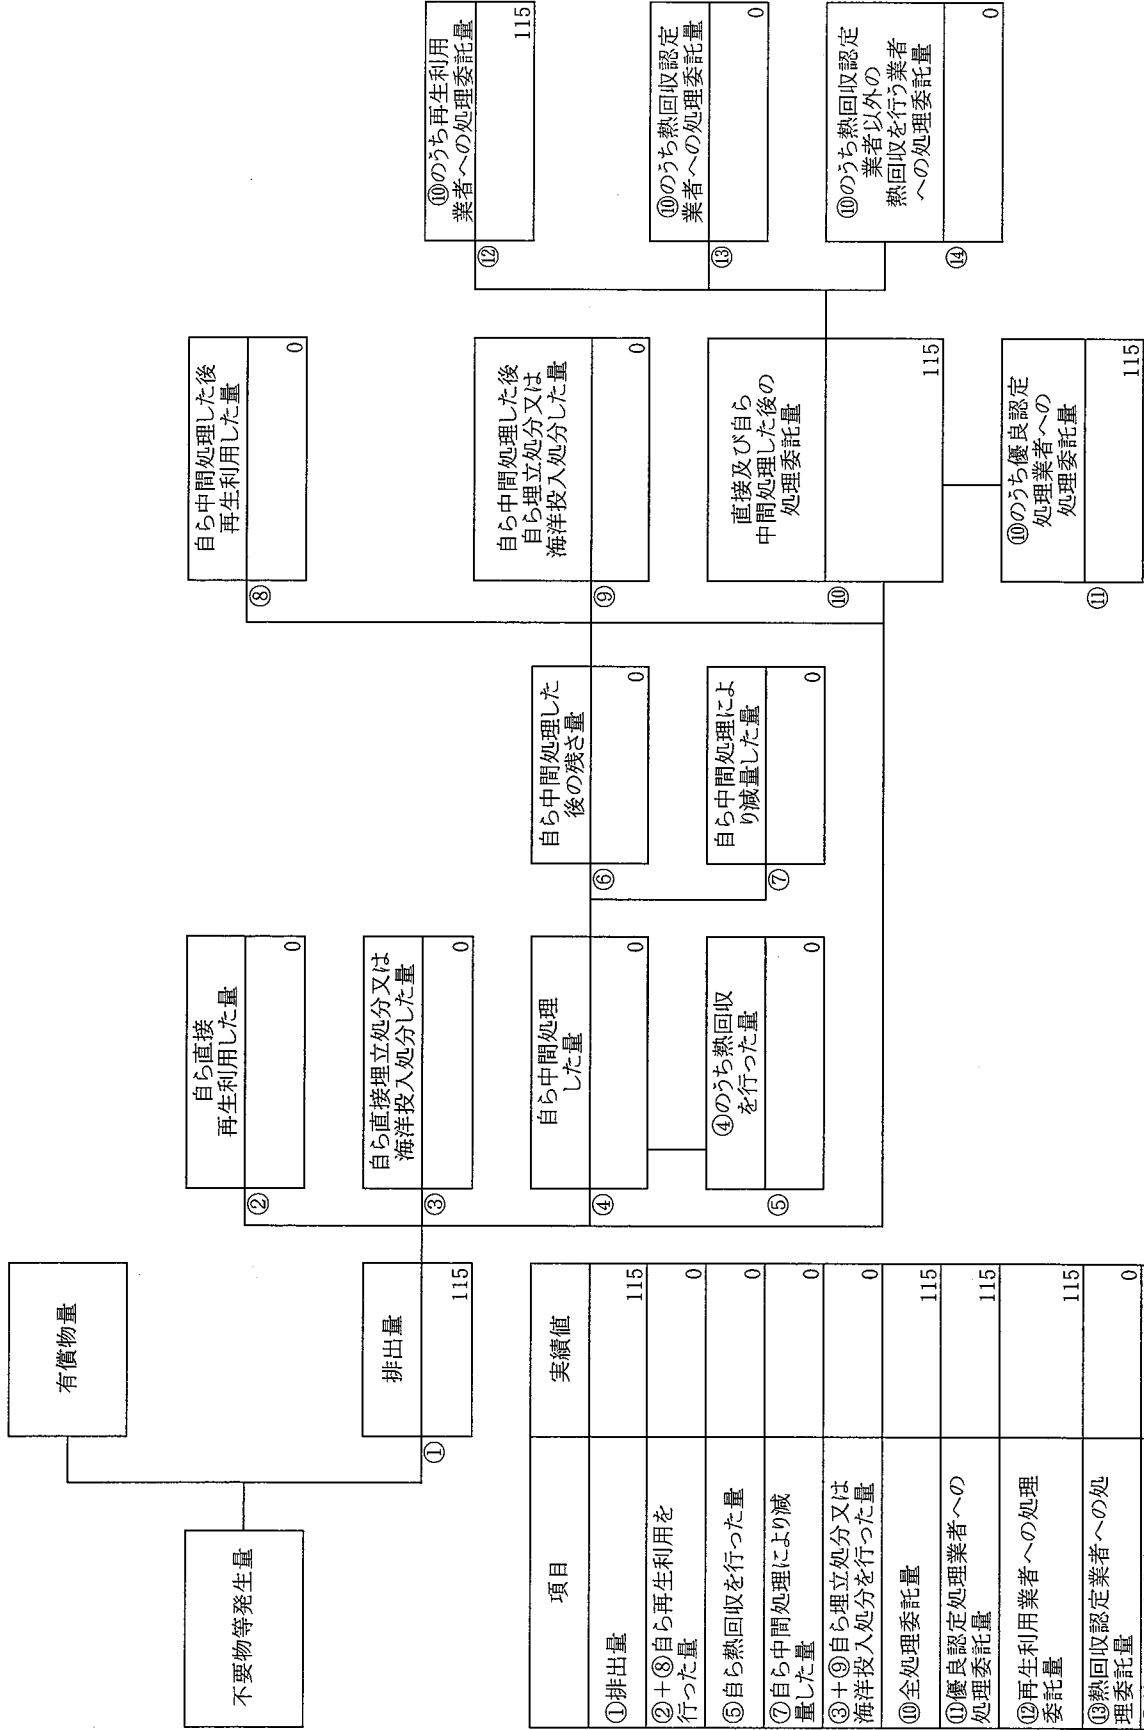 不要物等発生量
有償物量
①
排出量
115
②
自ら直接
再生利用した量
0
③
自ら直接埋立処分又は
海洋投入処分した量
0
④
自ら中間処理
した量
0
⑤
④のうち熱回収
を行った量
0
⑥
自ら中間処理した
後の残さ量
0
⑦
自ら中間処理によ
り減量した量
0
⑧
自ら中間処理した後
再生利用した量
0
⑨
自ら中間処理した後
自ら埋立処分又は
海洋投入処分した量
0
⑩
直接及び自ら
中間処理した後の
処理委託量
115
⑪
⑩のうち優良認定
処理業者への
処理委託量
115
⑫
⑩のうち再生利用
業者への処理委託量
115
⑬
⑩のうち熱回収認定
業者への処理委託量
0
⑭
⑩のうち熱回収認定
業者以外の
熱回収を行う業者
への処理委託量
0
項目 実績値
①排出量 115
②+⑧自ら再生利用を
行った量 0
⑤自ら熱回収を行った量 0
⑦自ら中間処理により減
量した量 0
③+⑨自ら埋立処分又は
海洋投入処分を行った量 0
⑩全処理委託量 115
⑪優良認定処理業者への
処理委託量 115
⑫再生利用業者への処理
委託量 115
⑬熱回収認定業者への処
理委託量 0